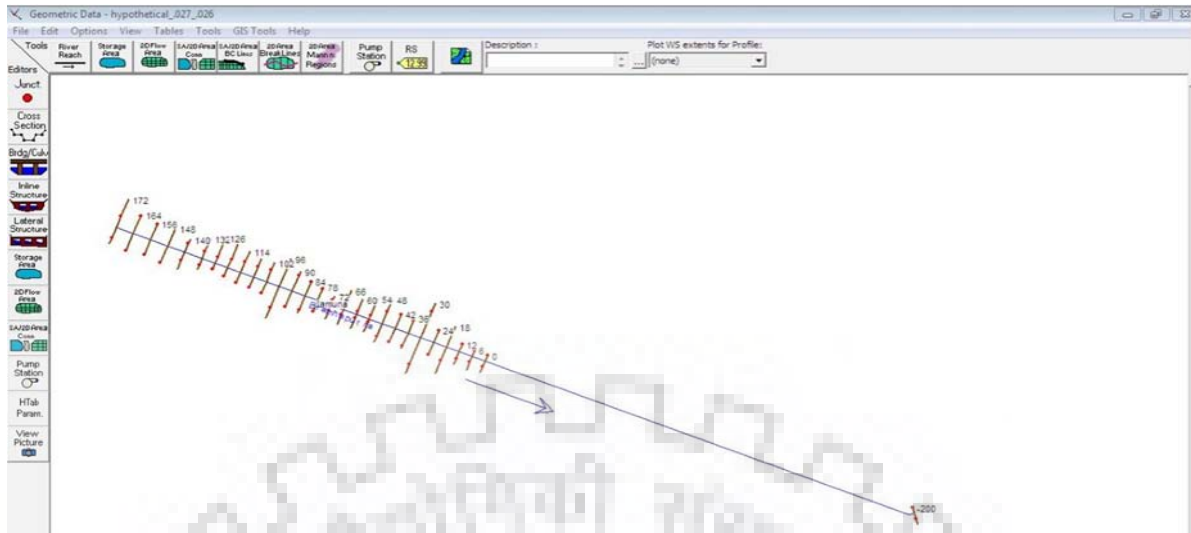 Geometric Data - hypothetical_.027_.026
File Edit Options View Tables Tools GIS Tools Help
Tools
Editors
River Reach
Storage Area
2D Flow Area
SA/2D Area Conn
SA/2D Area BC Lines
2D Area BreakLines
2D Area Mann n Regions
Pump Station
RS
Description :
...
Plot WS extents for Profile:
(none)
Junct.
Cross Section
Brdg/Culv
Inline Structure
Lateral Structure
Storage Area
2D Flow Area
SA/2D Area Conn
Pump Station
HTab Param.
View Picture
172
164
156
148
140
132
126
114
102
96
90
84
78
72
66
60
54
48
42
36
30
24
18
12
6
0
-200